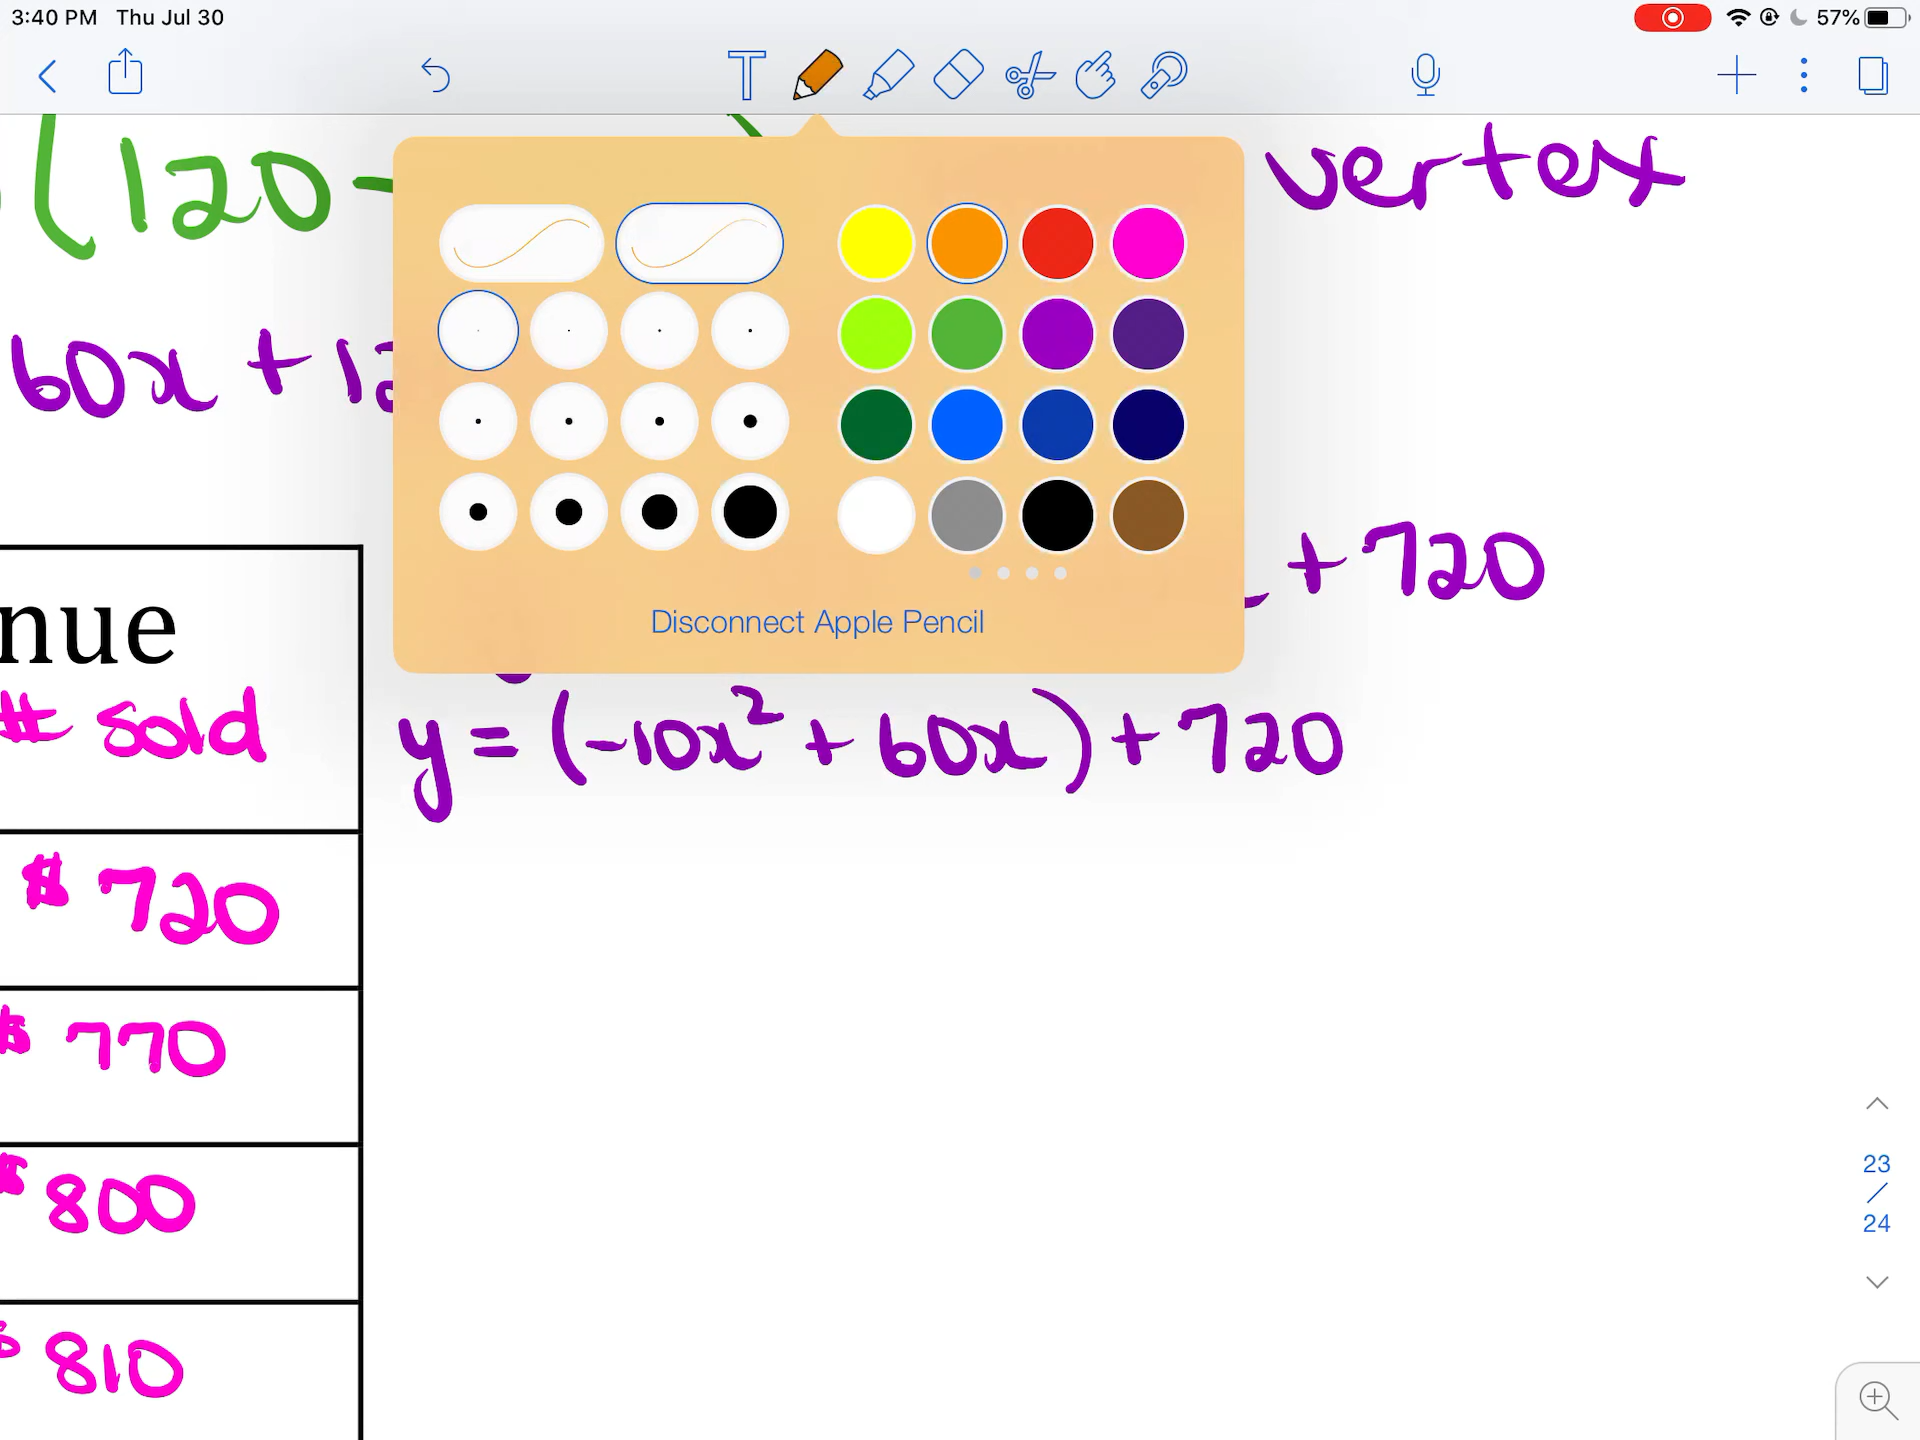 3:40 PM Thu Jul 30 57%
T
(120-
vertex
60x + 12
+ 720
Disconnect Apple Pencil
nue
# sold
y = (-10x² + 60x) + 720
$ 720
$ 770
$ 800
$ 810
23
/
24